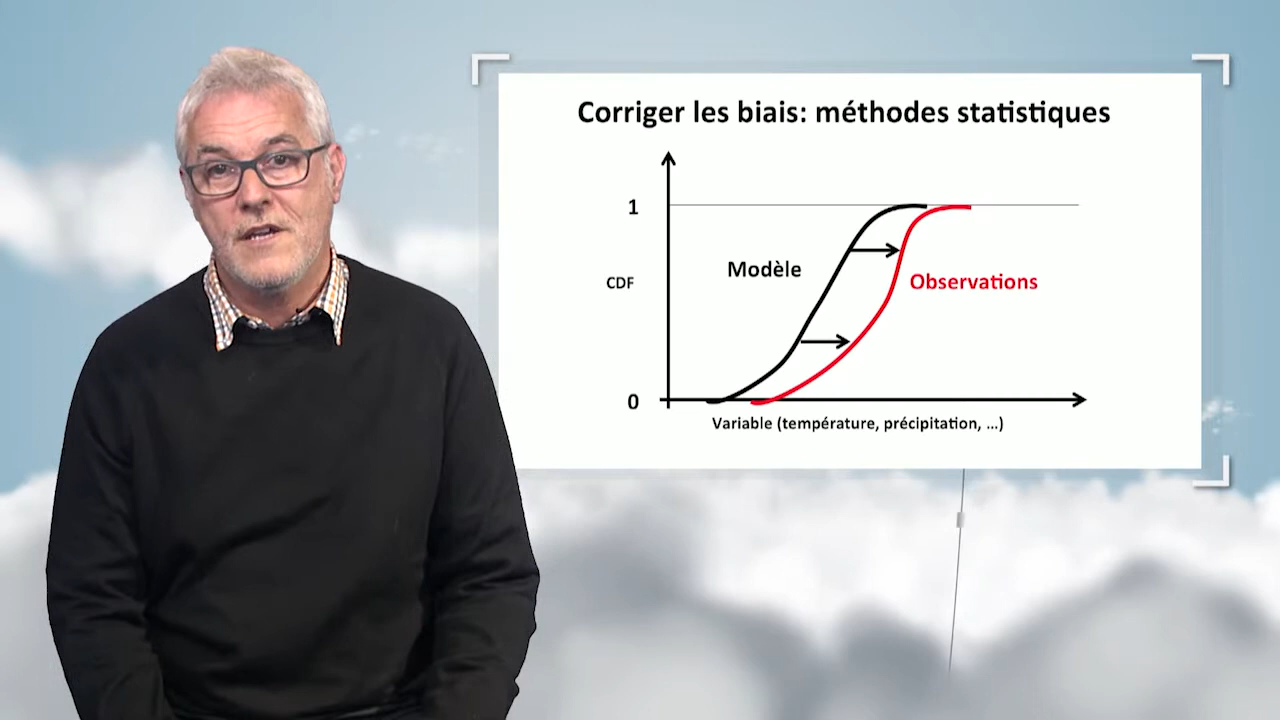 Corriger les biais: méthodes statistiques
1
Modèle
CDF
Observations
0
Variable (température, précipitation, ...)